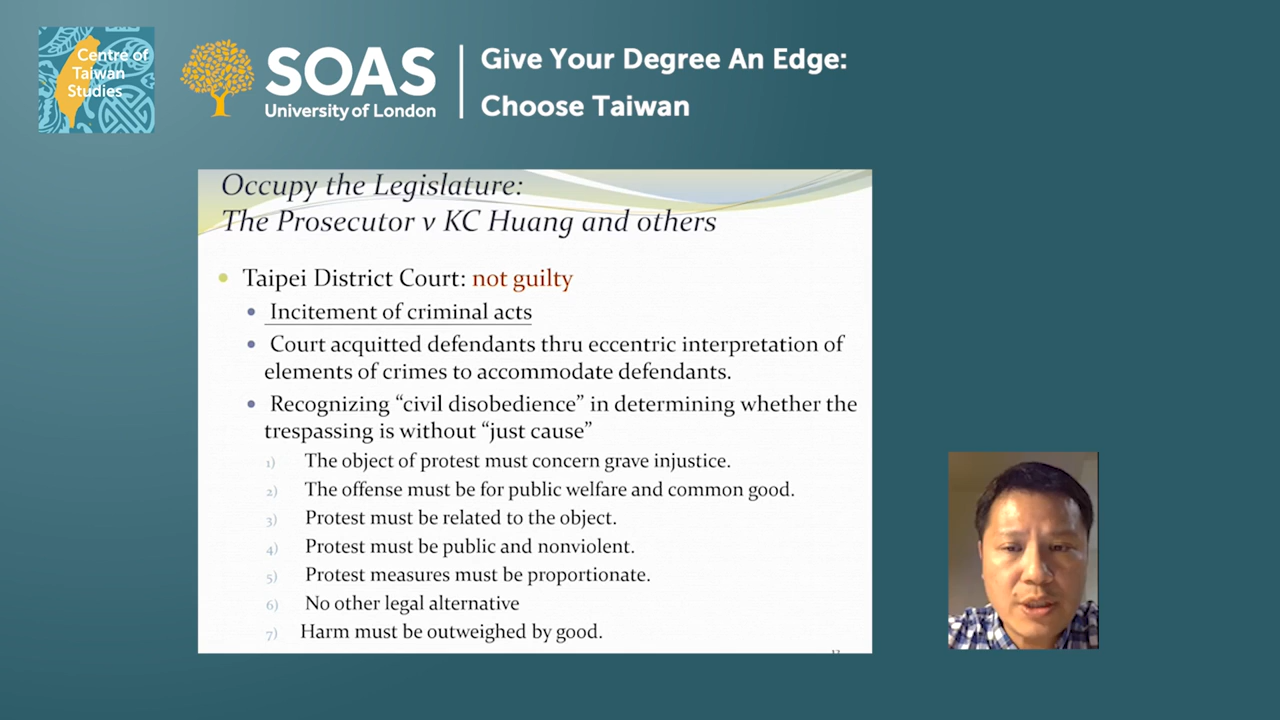 Centre of
Taiwan
Studies
SOAS
University of London
Give Your Degree An Edge:
Choose Taiwan
Occupy the Legislature:
The Prosecutor v KC Huang and others
Taipei District Court: not guilty
Incitement of criminal acts
Court acquitted defendants thru eccentric interpretation of
elements of crimes to accommodate defendants.
Recognizing “civil disobedience” in determining whether the
trespassing is without “just cause”
1) The object of protest must concern grave injustice.
2) The offense must be for public welfare and common good.
3) Protest must be related to the object.
4) Protest must be public and nonviolent.
5) Protest measures must be proportionate.
6) No other legal alternative
7) Harm must be outweighed by good.